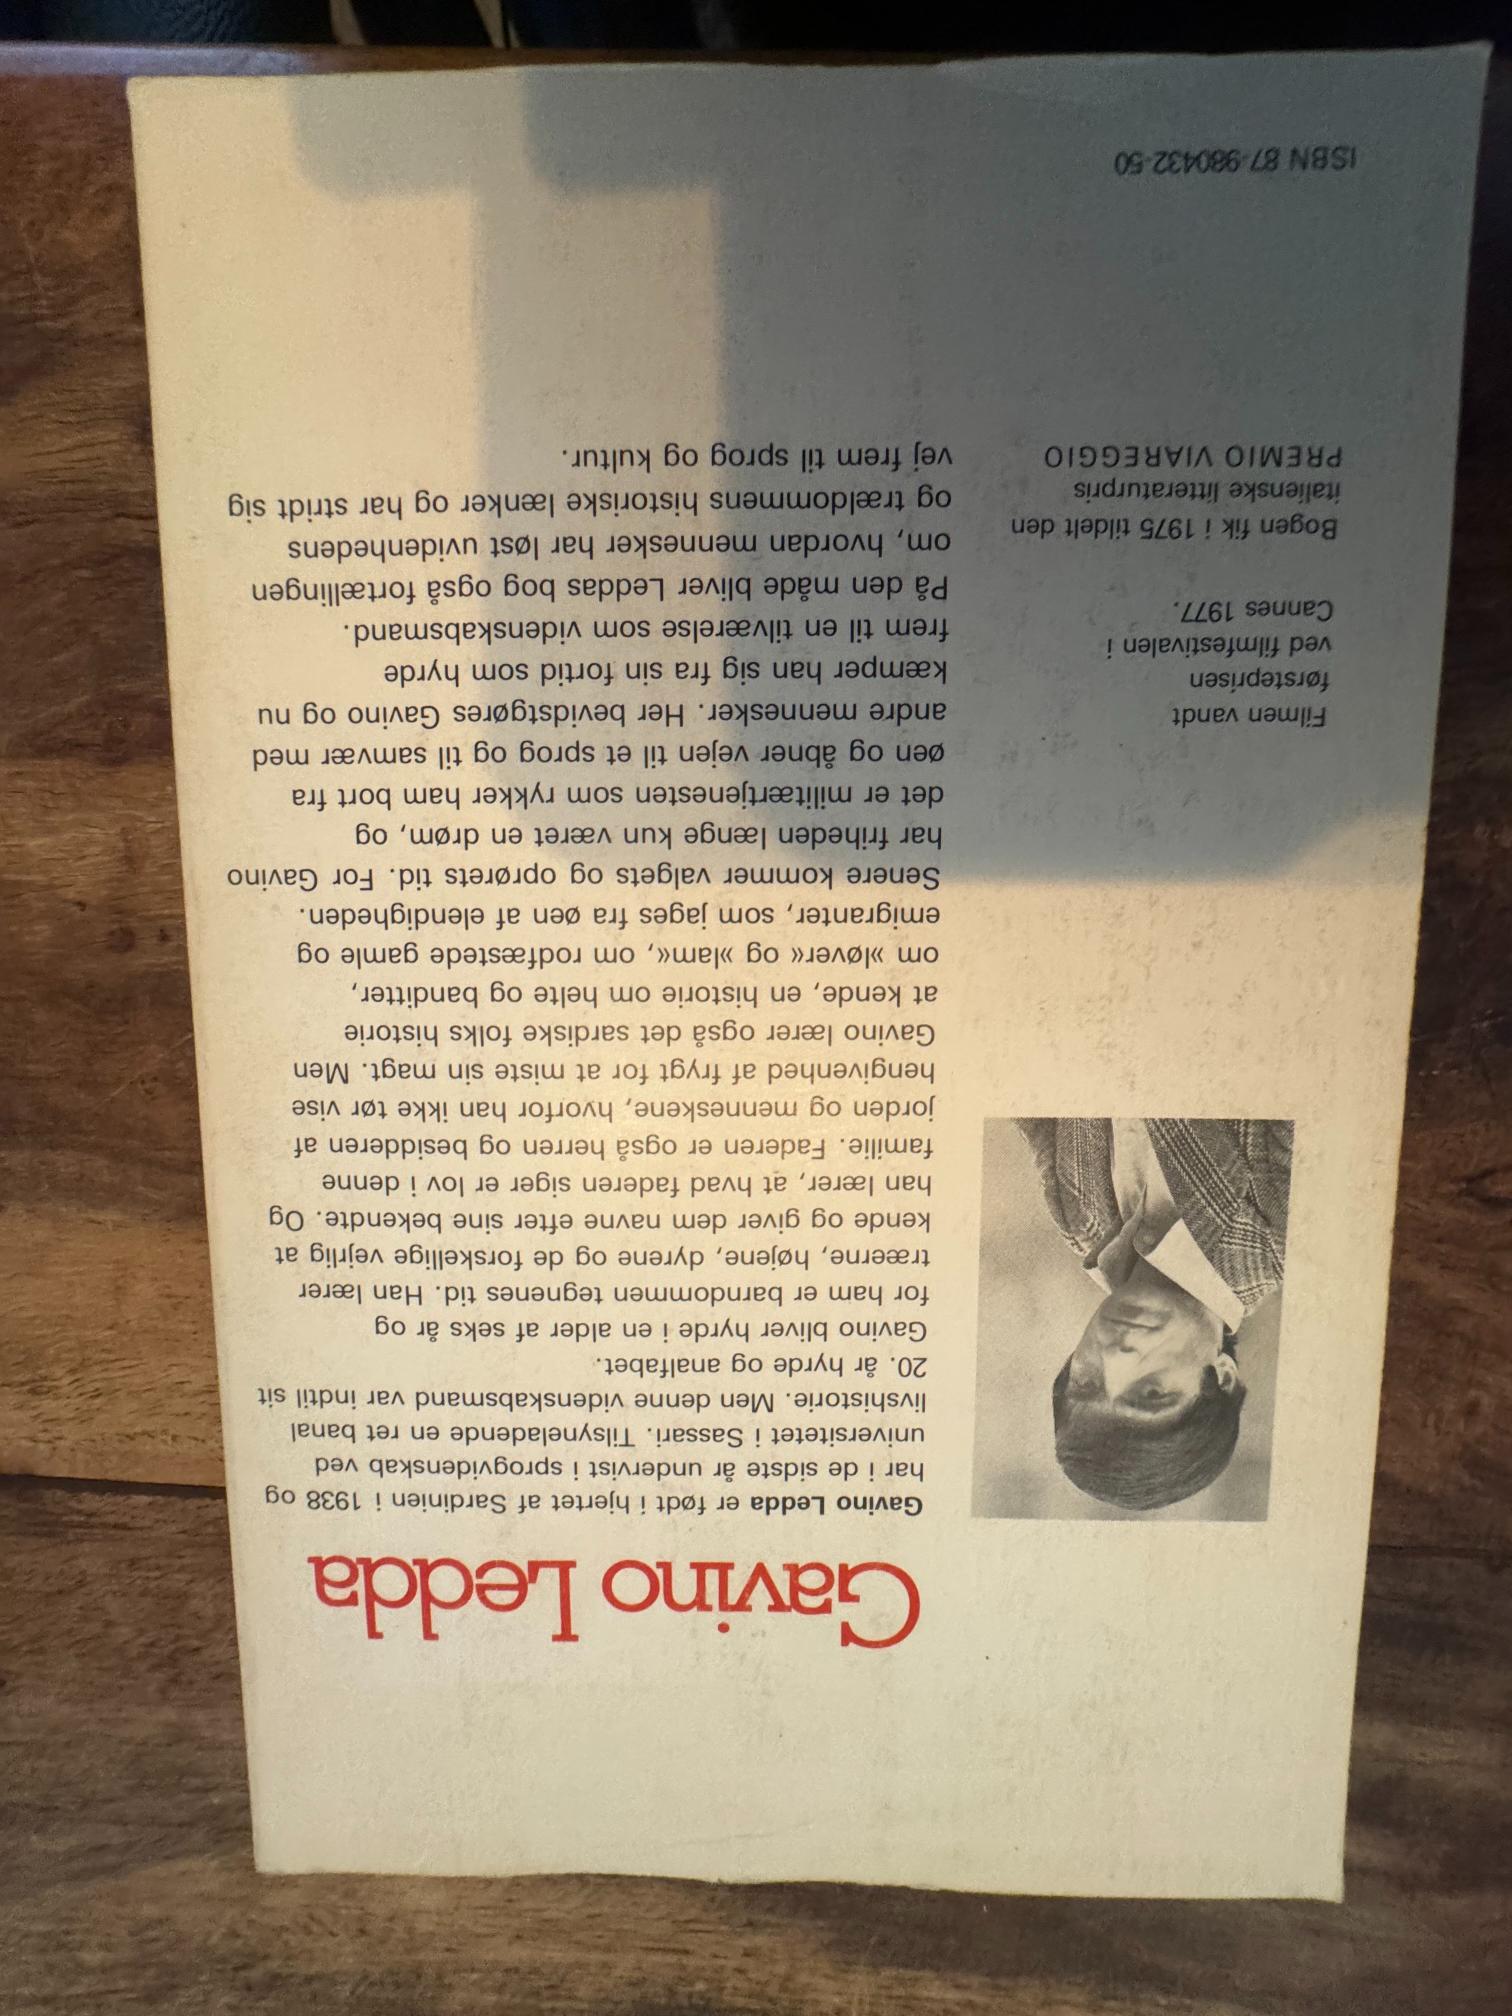 Gavino Ledda
Gavino Ledda er født i hjertet af Sardinien i 1938 og
har i de sidste år undervist i sprogvidenskab ved
universitetet i Sassari. Tilsyneladende en ret banal
livshistorie. Men denne videnskabsmand var indtil sit
20. år hyrde og analfabet.
Gavino bliver hyrde i en alder af seks år og
for ham er barndommen tegnenes tid. Han lærer
træerne, højene, dyrene og de forskellige vejrlig at
kende og giver dem navne efter sine bekendte. Og
han lærer, at hvad faderen siger er lov i denne
familie. Faderen er også herren og besidderen af
jorden og menneskene, hvorfor han ikke tør vise
hengivenhed af frygt for at miste sin magt. Men
Gavino lærer også det sardiske folks historie
at kende, en historie om helte og banditter,
om »løver« og »lam«, om rodfæstede gamle og
emigranter, som jages fra øen af elendigheden.
Senere kommer valgets og oprørets tid. For Gavino
har friheden længe kun været en drøm, og
det er militærtjenesten som rykker ham bort fra
øen og åbner vejen til et sprog og til samvær med
andre mennesker. Her bevidstgøres Gavino og nu
kæmper han sig fra sin fortid som hyrde
frem til en tilværelse som videnskabsmand.
På den måde bliver Leddas bog også fortællingen
om, hvordan mennesker har løst uvidenhedens
og trældommens historiske lænker og har stridt sig
vej frem til sprog og kultur.
Filmen vandt
førsteprisen
ved filmfestivalen i
Cannes 1977.
Bogen fik i 1975 tildelt den
italienske litteraturpris
PREMIO VIAREGGIO
ISBN 87-980432-50